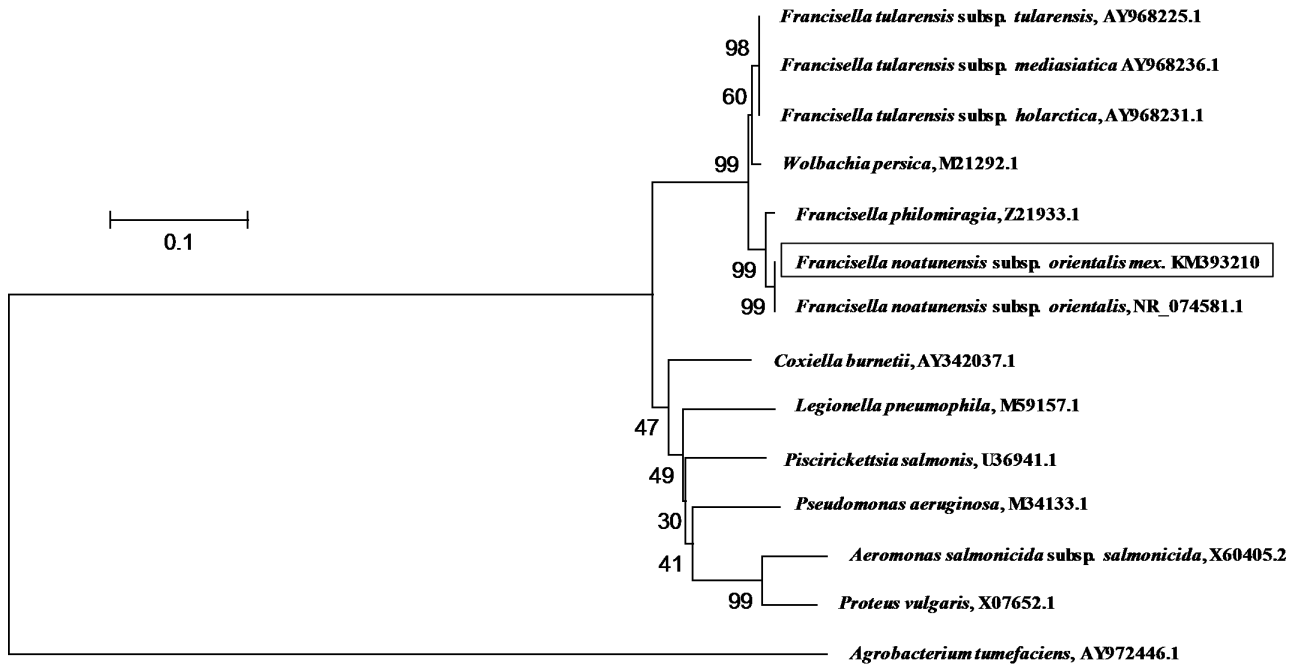 Francisella tularensis subsp. tularensis, AY968225.1
98
Francisella tularensis subsp. mediasiatica AY968236.1
60
Francisella tularensis subsp. holarctica, AY968231.1
99
Wolbachia persica, M21292.1
Francisella philomiragia, Z21933.1
0.1
99
Francisella noatunensis subsp. orientalis mex. KM393210
99
Francisella noatunensis subsp. orientalis, NR_074581.1
Coxiella burnetii, AY342037.1
Legionella pneumophila, M59157.1
47
Piscirickettsia salmonis, U36941.1
49
Pseudomonas aeruginosa, M34133.1
30
Aeromonas salmonicida subsp. salmonicida, X60405.2
41
99
Proteus vulgaris, X07652.1
Agrobacterium tumefaciens, AY972446.1